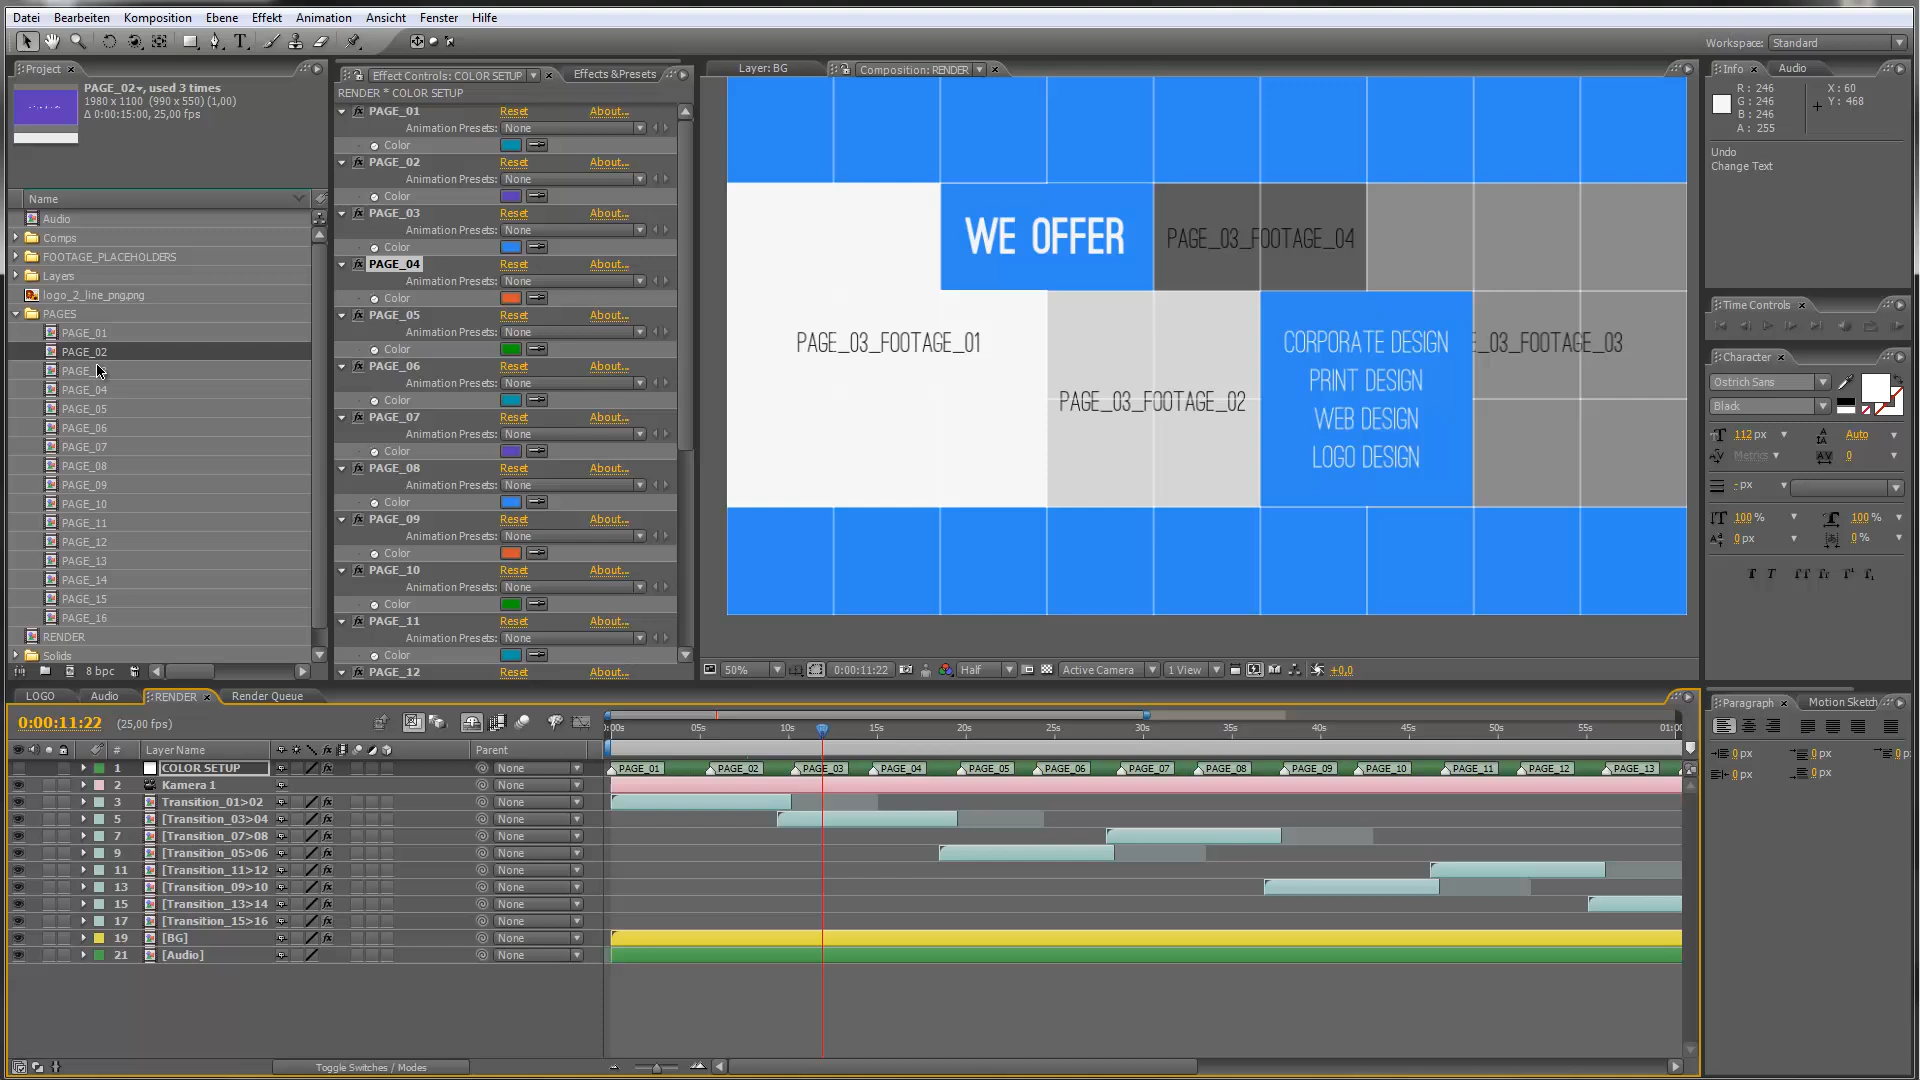 Datei Bearbeiten Komposition Ebene Effekt Animation Ansicht Fenster Hilfe
Workspace: Standard
Project
PAGE_02, used 3 times
1980 x 1100 (990 x 550) (1,00)
Δ 0:00:15:00, 25,00 fps
Name
Audio
Comps
FOOTAGE_PLACEHOLDERS
Layers
logo_2_line_png.png
PAGES
PAGE_01
PAGE_02
PAGE_
PAGE_04
PAGE_05
PAGE_06
PAGE_07
PAGE_08
PAGE_09
PAGE_10
PAGE_11
PAGE_12
PAGE_13
PAGE_14
PAGE_15
PAGE_16
RENDER
Solids
8 bpc
Effect Controls: COLOR SETUP
Effects & Presets
RENDER * COLOR SETUP
PAGE_01 Reset About...
Animation Presets: None
Color
PAGE_02 Reset About...
Animation Presets: None
Color
PAGE_03 Reset About...
Animation Presets: None
Color
PAGE_04 Reset About...
Animation Presets: None
Color
PAGE_05 Reset About...
Animation Presets: None
Color
PAGE_06 Reset About...
Animation Presets: None
Color
PAGE_07 Reset About...
Animation Presets: None
Color
PAGE_08 Reset About...
Animation Presets: None
Color
PAGE_09 Reset About...
Animation Presets: None
Color
PAGE_10 Reset About...
Animation Presets: None
Color
PAGE_11 Reset About...
Animation Presets: None
Color
PAGE_12 Reset About...
Layer: BG
Composition: RENDER
WE OFFER
PAGE_03_FOOTAGE_04
PAGE_03_FOOTAGE_01
PAGE_03_FOOTAGE_02
CORPORATE DESIGN
PRINT DESIGN
WEB DESIGN
LOGO DESIGN
_03_FOOTAGE_03
50% 0:00:11:22 Half Active Camera 1 View +0,0
Info Audio
R : 246
G : 246
B : 246
A : 255
X : 60
Y : 468
Undo
Change Text
Time Controls
Character
Ostrich Sans
Black
112 px Auto
Metrics 0
- px
100 % 100 %
0 px 0 %
T T TT Tr T¹ T₁
LOGO Audio RENDER Render Queue
0:00:11:22 (25,00 fps)
# Layer Name Parent
:00s 05s 10s 15s 20s 25s 30s 35s 40s 45s 50s 55s 01:00
1 COLOR SETUP None
PAGE_01 PAGE_02 PAGE_03 PAGE_04 PAGE_05 PAGE_06 PAGE_07 PAGE_08 PAGE_09 PAGE_10 PAGE_11 PAGE_12 PAGE_13
2 Kamera 1 None
3 Transition_01>02 None
5 [Transition_03>04 None
7 [Transition_07>08 None
9 [Transition_05>06 None
11 [Transition_11>12 None
13 [Transition_09>10 None
15 [Transition_13>14 None
17 [Transition_15>16 None
19 [BG] None
21 [Audio] None
Toggle Switches / Modes
Paragraph Motion Sketch
0 px 0 px 0 px
0 px 0 px